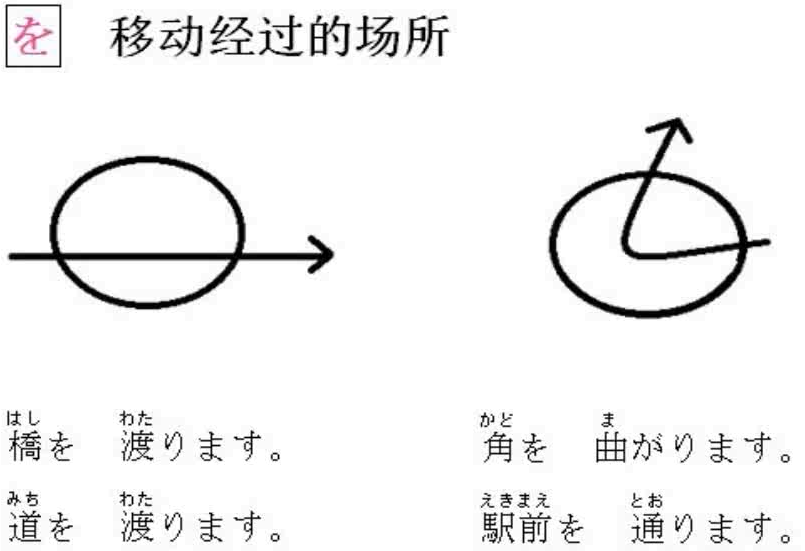 を 移动经过的场所
はし わた
橋を 渡ります。
みち わた
道を 渡ります。
かど ま
角を 曲がります。
えきまえ とお
駅前を 通ります。